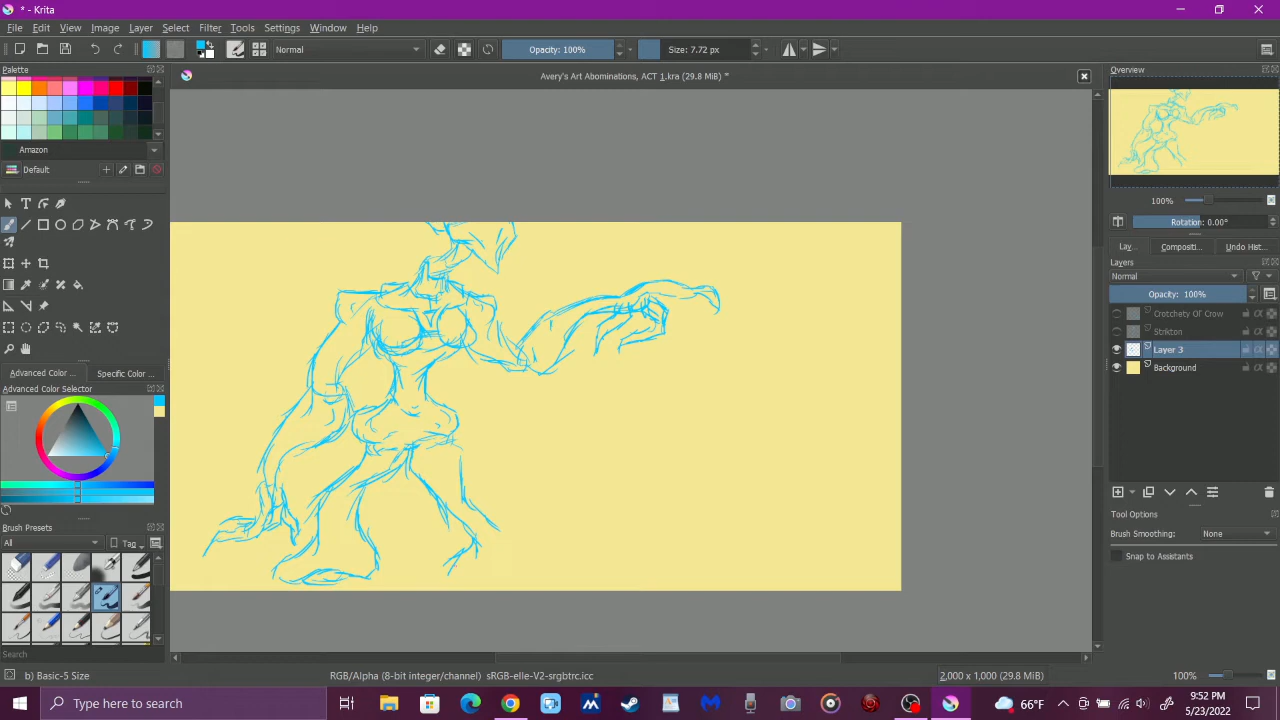 * - Krita
File Edit View Image Layer Select Filter Tools Settings Window Help
Normal Opacity: 100% Size: 7.72 px
Palette
Avery's Art Abominations, ACT 1.kra (29.8 MiB) *
Overview
Amazon
Default
100%
Rotation: 0.00°
Lay... Compositi... Undo Hist...
Layers
Normal
Opacity: 100%
Crotchety Ol' Crow
Strikton
Layer 3
Background
Advanced Color ... Specific Color ...
Advanced Color Selector
Tool Options
Brush Smoothing: None
Snap to Assistants
Brush Presets
All Tag
Search
b) Basic-5 Size
RGB/Alpha (8-bit integer/channel) sRGB-elle-V2-srgbtrc.icc
2,000 x 1,000 (29.8 MiB)
100%
Type here to search
66°F
9:52 PM
5/23/2022